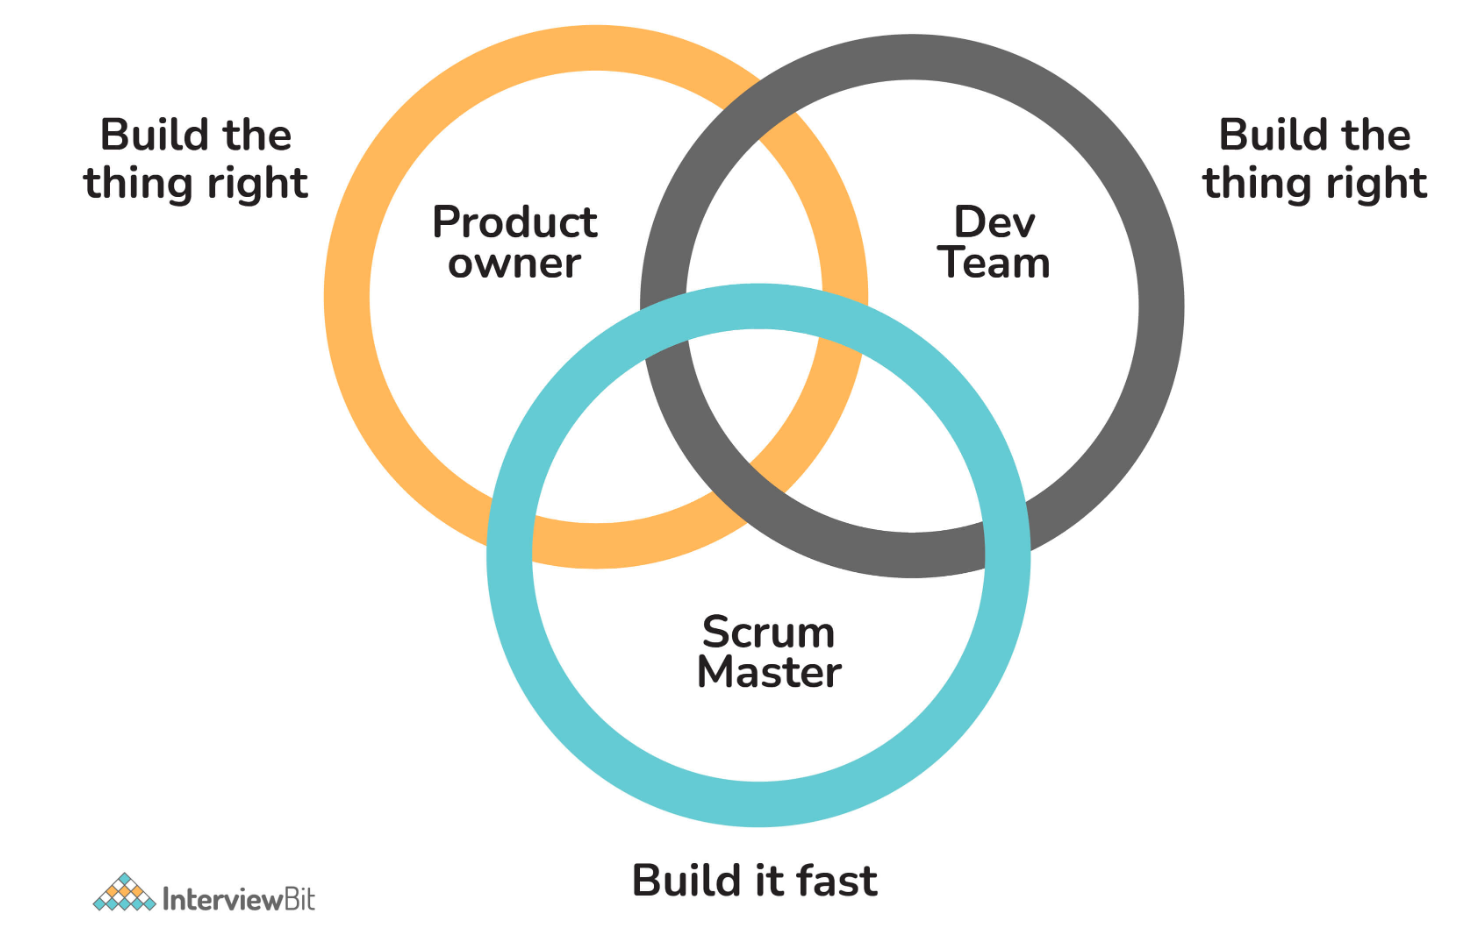 Build the
thing right
Build the
thing right
Product
owner
Dev
Team
Scrum
Master
Build it fast
InterviewBit